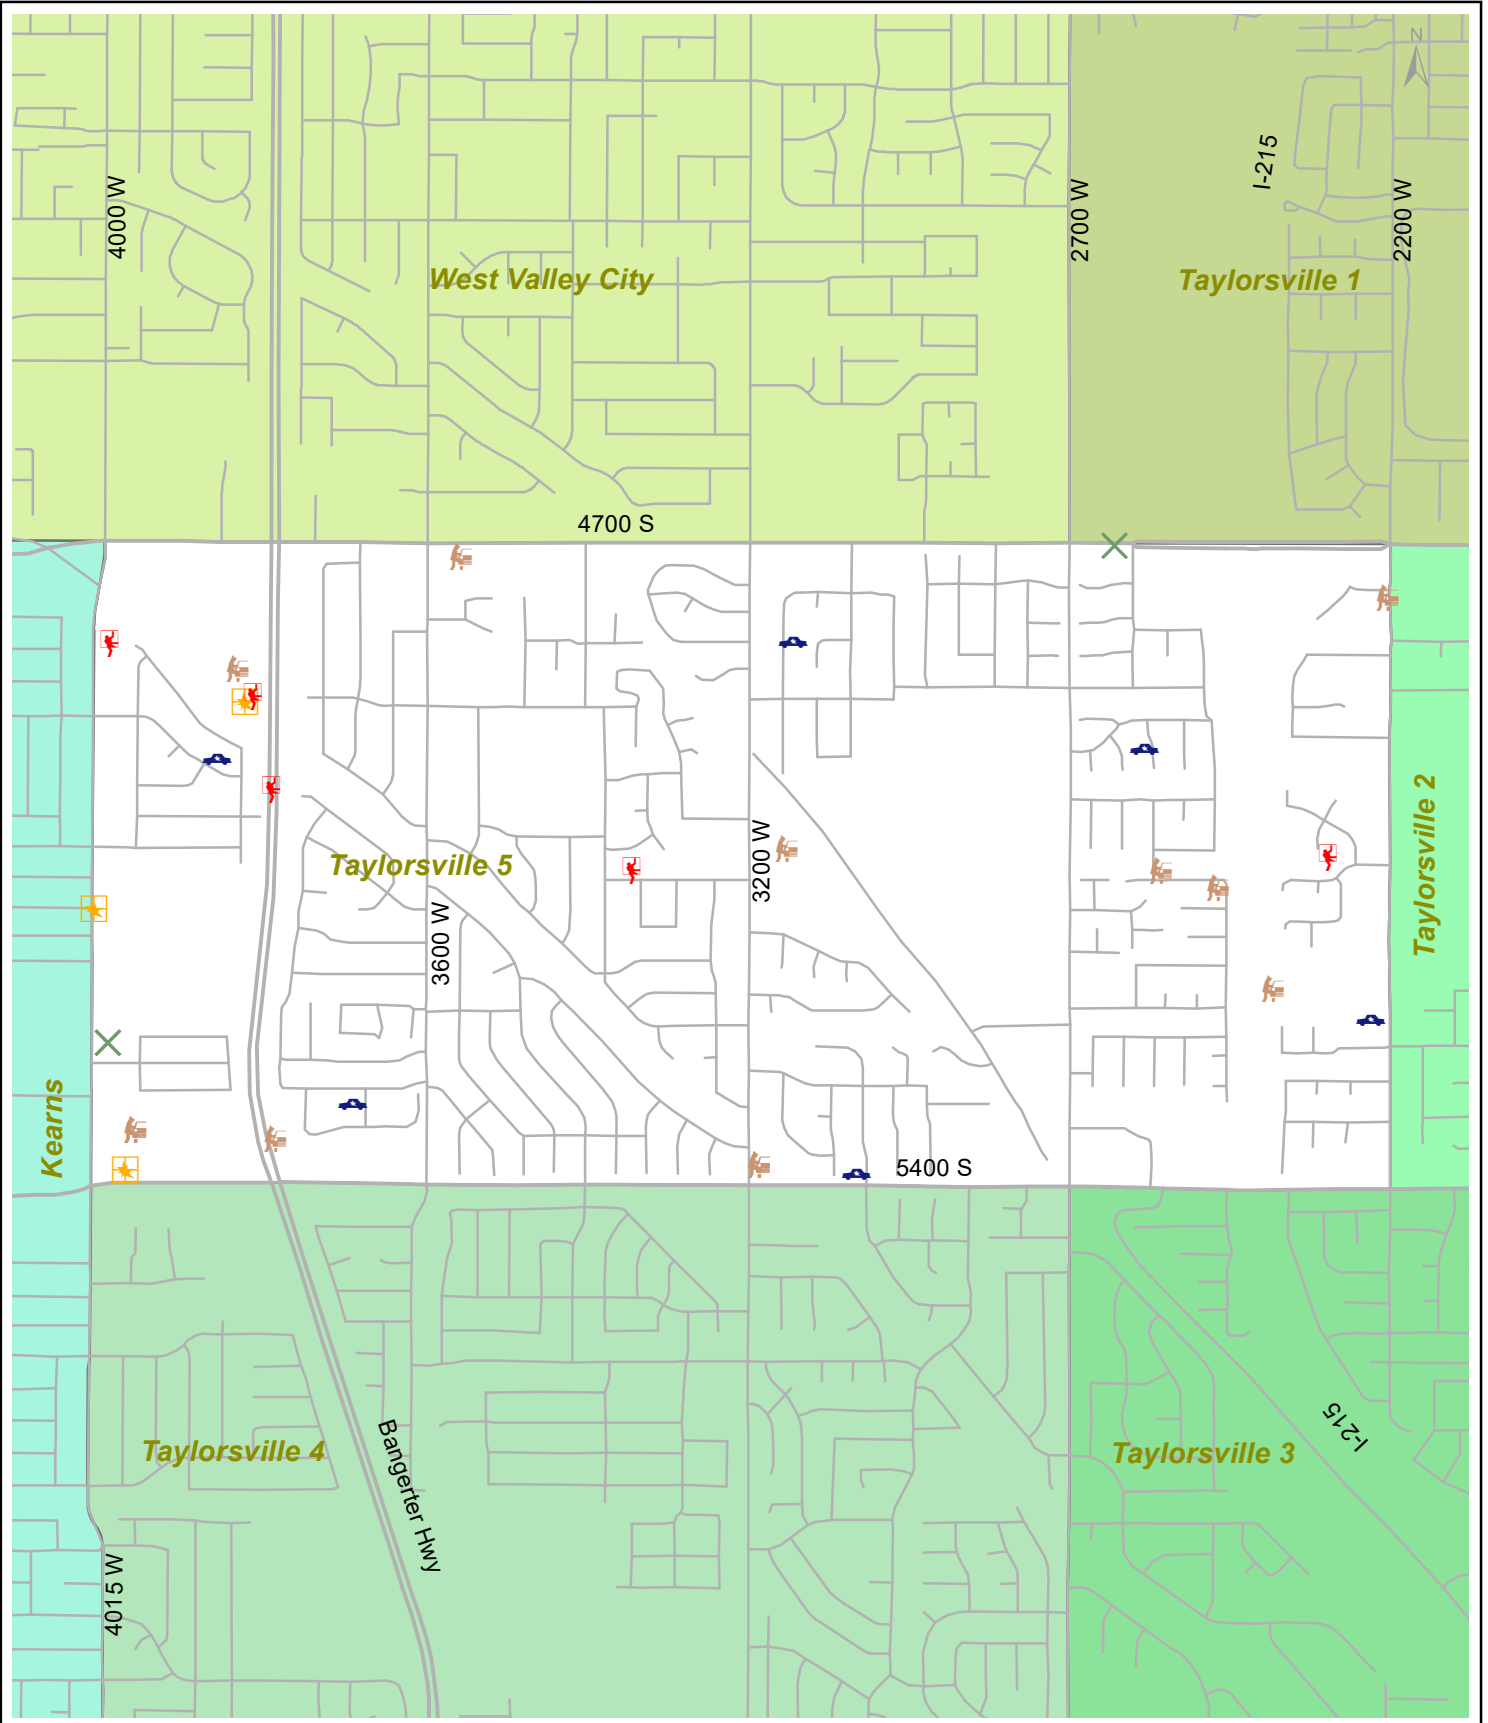 N
I-215
4000 W
2700 W
2200 W
West Valley City
Taylorsville 1
4700 S
Taylorsville 2
3200 W
Taylorsville 5
3600 W
Kearns
5400 S
I-215
Taylorsville 4
Bangerter Hwy
Taylorsville 3
4015 W